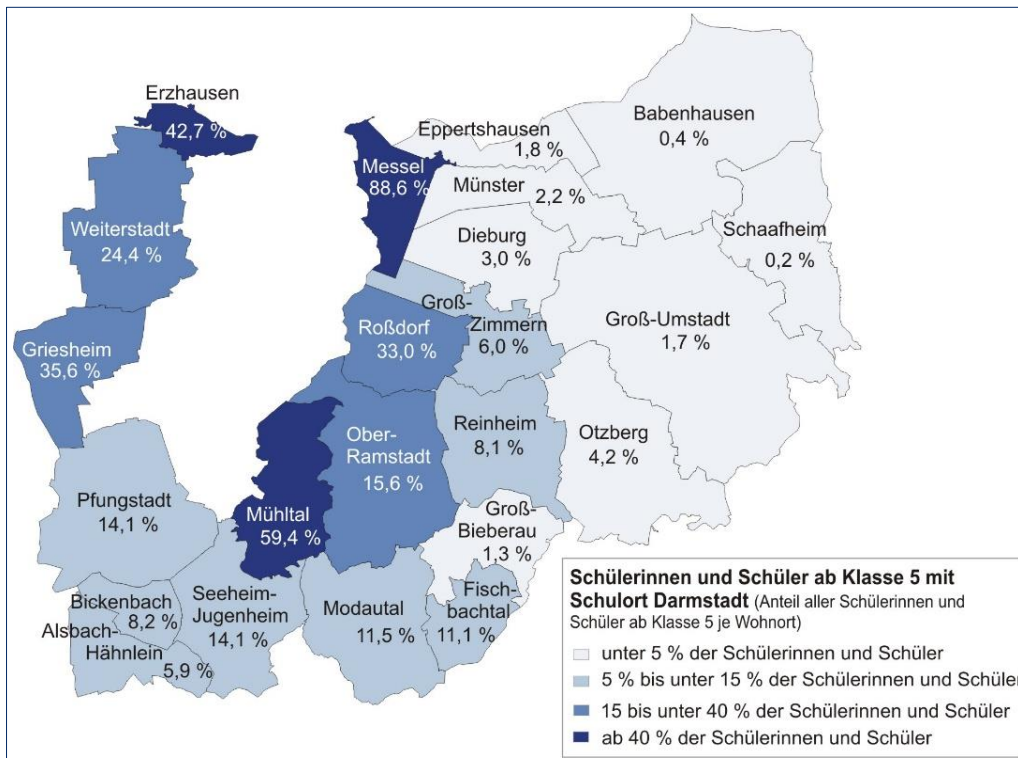 Erzhausen
42,7 %
Weiterstadt
24,4 %
Griesheim
35,6 %
Messel
88,6 %
Eppertshausen
1,8 %
Babenhausen
0,4 %
Münster
2,2 %
Dieburg
3,0 %
Schaafheim
0,2 %
Groß-
Zimmern
6,0 %
Roßdorf
33,0 %
Groß-Umstadt
1,7 %
Ober-
Ramstadt
15,6 %
Reinheim
8,1 %
Otzberg
4,2 %
Pfungstadt
14,1 %
Mühltal
59,4 %
Groß-
Bieberau
1,3 %
Bickenbach
8,2 %
Alsbach-
Hähnlein
5,9 %
Seeheim-
Jugenheim
14,1 %
Modautal
11,5 %
Fisch-
bachtal
11,1 %
Schülerinnen und Schüler ab Klasse 5 mit
Schulort Darmstadt (Anteil aller Schülerinnen und
Schüler ab Klasse 5 je Wohnort)
unter 5 % der Schülerinnen und Schüler
5 % bis unter 15 % der Schülerinnen und Schüler
15 bis unter 40 % der Schülerinnen und Schüler
ab 40 % der Schülerinnen und Schüler